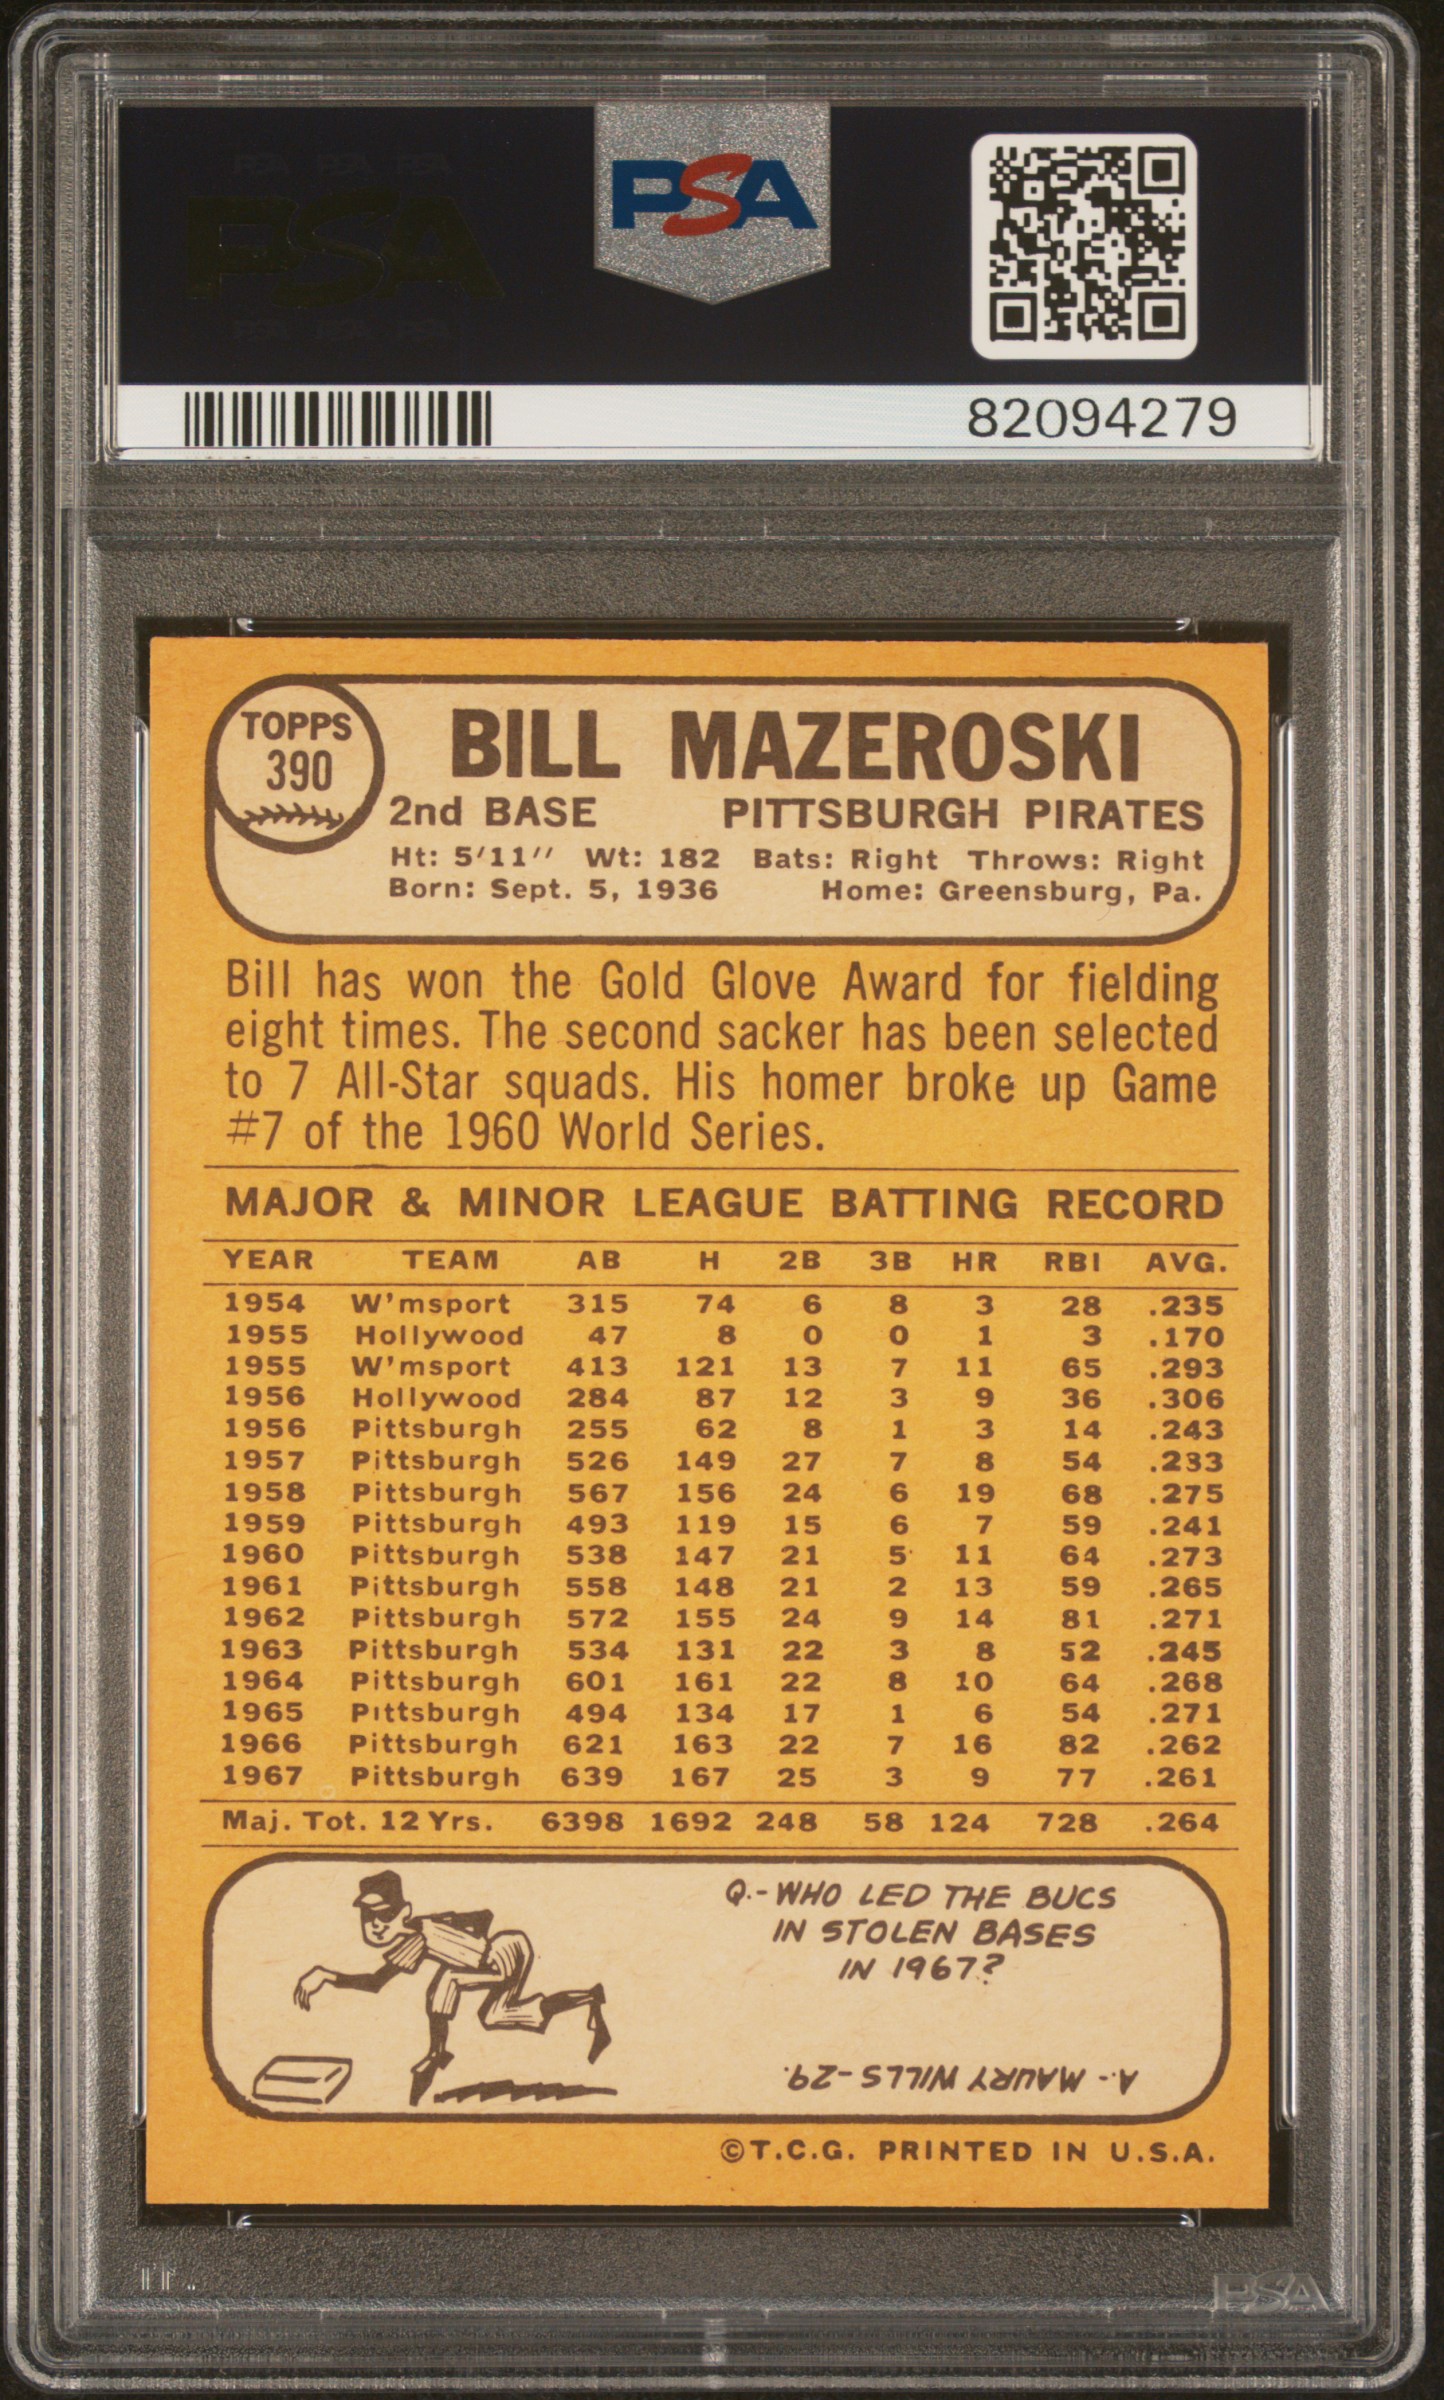 PSA PSA PSA
PSA
PSA PSA PSA
PSA
82094279
TOPPS
390
BILL MAZEROSKI
2nd BASE PITTSBURGH PIRATES
Ht: 5'11" Wt: 182 Bats: Right Throws: Right
Born: Sept. 5, 1936 Home: Greensburg, Pa.
Bill has won the Gold Glove Award for fielding
eight times. The second sacker has been selected
to 7 All-Star squads. His homer broke up Game
#7 of the 1960 World Series.
MAJOR & MINOR LEAGUE BATTING RECORD
YEAR TEAM AB H 2B 3B HR RBI AVG.
1954 W'msport 315 74 6 8 3 28 .235
1955 Hollywood 47 8 0 0 1 3 .170
1955 W'msport 413 121 13 7 11 65 .293
1956 Hollywood 284 87 12 3 9 36 .306
1956 Pittsburgh 255 62 8 1 3 14 .243
1957 Pittsburgh 526 149 27 7 8 54 .233
1958 Pittsburgh 567 156 24 6 19 68 .275
1959 Pittsburgh 493 119 15 6 7 59 .241
1960 Pittsburgh 538 147 21 5 11 64 .273
1961 Pittsburgh 558 148 21 2 13 59 .265
1962 Pittsburgh 572 155 24 9 14 81 .271
1963 Pittsburgh 534 131 22 3 8 52 .245
1964 Pittsburgh 601 161 22 8 10 64 .268
1965 Pittsburgh 494 134 17 1 6 54 .271
1966 Pittsburgh 621 163 22 7 16 82 .262
1967 Pittsburgh 639 167 25 3 9 77 .261
Maj. Tot. 12 Yrs. 6398 1692 248 58 124 728 .264
Q.-WHO LED THE BUCS
IN STOLEN BASES
IN 1967?
A.-MAURY WILLS-29.
©T.C.G. PRINTED IN U.S.A.
PSA